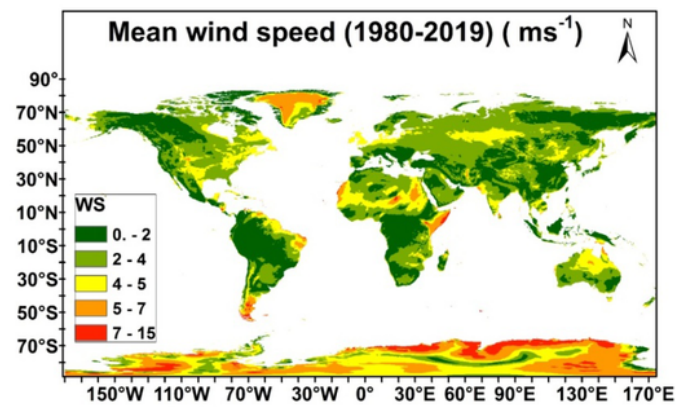 Mean wind speed (1980-2019) ( ms⁻¹)
N
90°
70°N
50°N
30°N
10°N
10°S
30°S
50°S
70°S
WS
0. - 2
2 - 4
4 - 5
5 - 7
7 - 15
150°W 110°W 70°W 30°W 0° 30°E 60°E 90°E 130°E 170°E